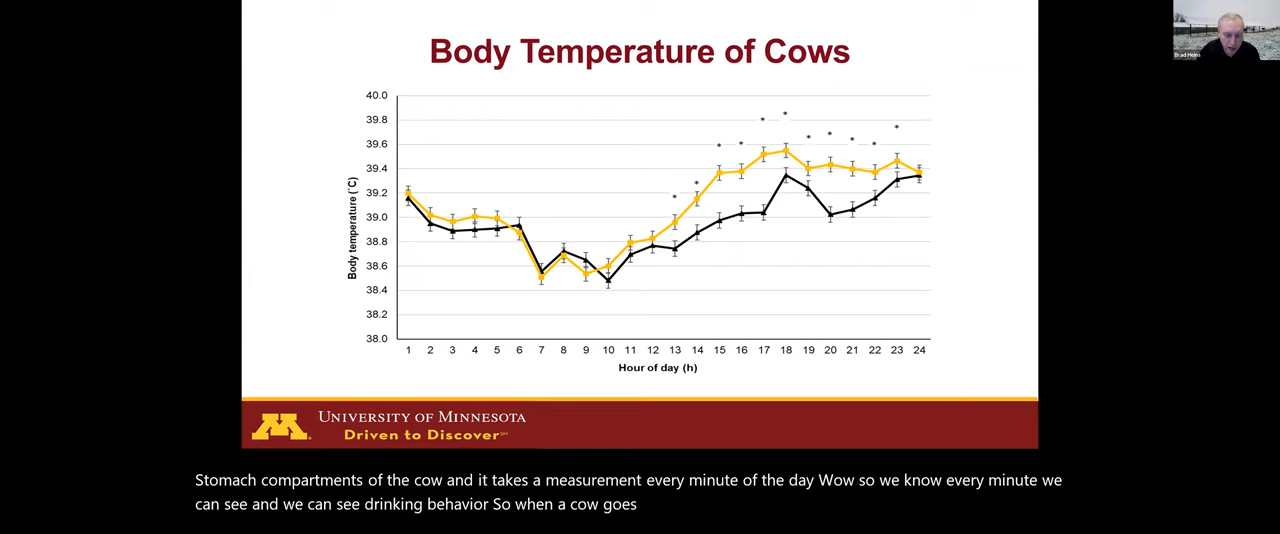 Body Temperature of Cows
Brad Heins
40.0
39.8
39.6
39.4
39.2
39.0
38.8
38.6
38.4
38.2
38.0
Body temperature (˚C)
* * * * * * * * * * *
1 2 3 4 5 6 7 8 9 10 11 12 13 14 15 16 17 18 19 20 21 22 23 24
Hour of day (h)
M
UNIVERSITY OF MINNESOTA
Driven to Discover℠
Stomach compartments of the cow and it takes a measurement every minute of the day Wow so we know every minute we
can see and we can see drinking behavior So when a cow goes